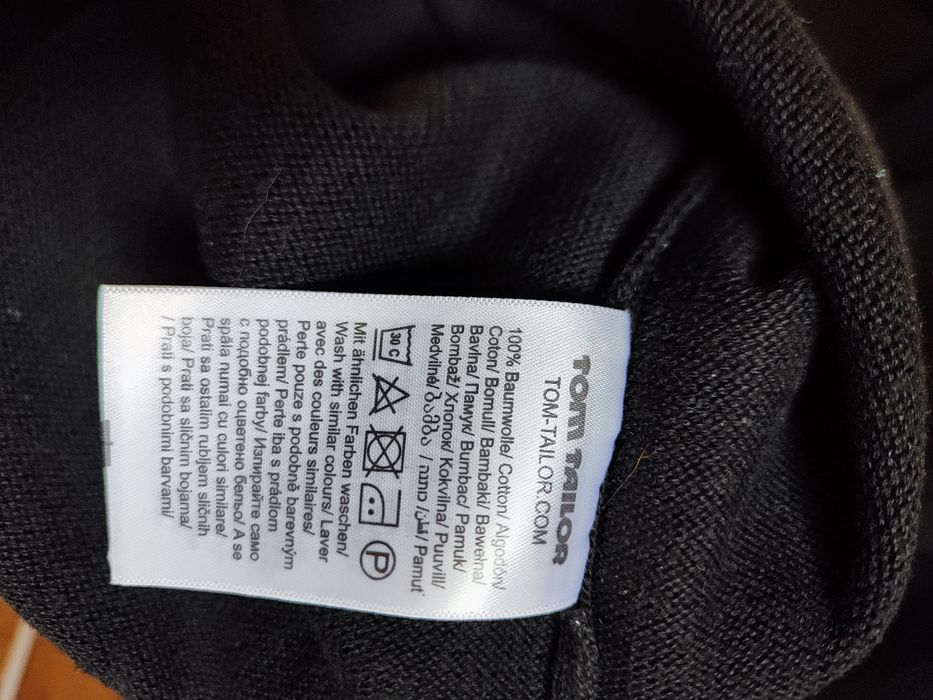 TOM TAILOR
TOM-TAILOR.COM
100% Baumwolle/ Cotton/ Algodón/
Coton/ Bomull/ Bambaki/ Bawełna/
Bavlna/ Памук/ Bumbac/ Pamuk/
Bombaž/ Хлопок/ Kokvilna/ Puuvill/
Medvilnė/ ბამბა / כותנה /قطن/ Pamut
30 C
P
Mit ähnlichen Farben waschen/
Wash with similar colours/ Laver
avec des couleurs similaires/
Perte pouze s podobně barevným
prádlem/ Perte iba s prádlom
podobnej farby/ Изпирайте само
с подобно оцветено бельо/ A se
spăla numai cu culori similare/
Prati sa ostalim rubljem sličnih
boja/ Prati sa sličnim bojama/
/ Prati s podobnimi barvami/